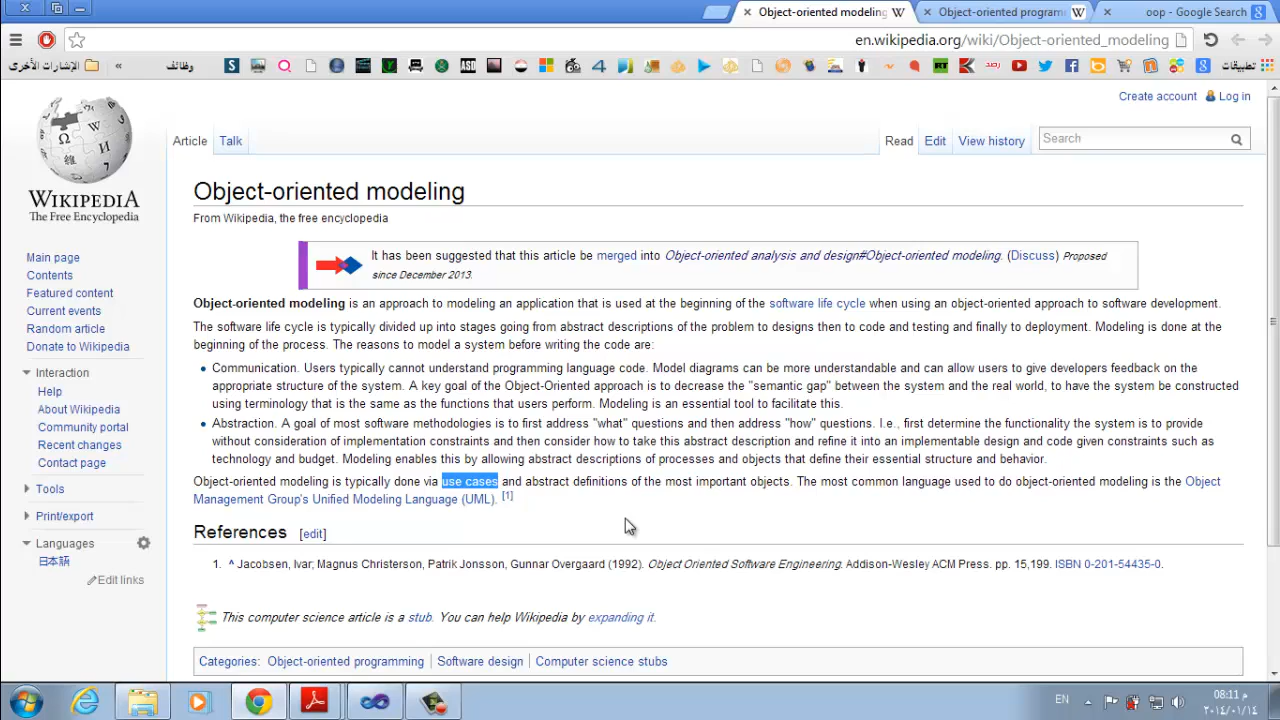 Object-oriented modeling W
Object-oriented program W
oop - Google Search
en.wikipedia.org/wiki/Object-oriented_modeling
الإشارات الأخرى
»
وظائف
تطبيقات
Create account Log in
Article Talk Read Edit View history Search
WIKIPEDIA
The Free Encyclopedia
Main page
Contents
Featured content
Current events
Random article
Donate to Wikipedia
Interaction
Help
About Wikipedia
Community portal
Recent changes
Contact page
Tools
Print/export
Languages
日本語
Edit links
Object-oriented modeling
From Wikipedia, the free encyclopedia
It has been suggested that this article be merged into Object-oriented analysis and design#Object-oriented modeling. (Discuss) Proposed
since December 2013.
Object-oriented modeling is an approach to modeling an application that is used at the beginning of the software life cycle when using an object-oriented approach to software development.
The software life cycle is typically divided up into stages going from abstract descriptions of the problem to designs then to code and testing and finally to deployment. Modeling is done at the
beginning of the process. The reasons to model a system before writing the code are:
Communication. Users typically cannot understand programming language code. Model diagrams can be more understandable and can allow users to give developers feedback on the
appropriate structure of the system. A key goal of the Object-Oriented approach is to decrease the "semantic gap" between the system and the real world, to have the system be constructed
using terminology that is the same as the functions that users perform. Modeling is an essential tool to facilitate this.
Abstraction. A goal of most software methodologies is to first address "what" questions and then address "how" questions. I.e., first determine the functionality the system is to provide
without consideration of implementation constraints and then consider how to take this abstract description and refine it into an implementable design and code given constraints such as
technology and budget. Modeling enables this by allowing abstract descriptions of processes and objects that define their essential structure and behavior.
Object-oriented modeling is typically done via use cases and abstract definitions of the most important objects. The most common language used to do object-oriented modeling is the Object
Management Group's Unified Modeling Language (UML). [1]
References [edit]
1. ^ Jacobsen, Ivar; Magnus Christerson, Patrik Jonsson, Gunnar Overgaard (1992). Object Oriented Software Engineering. Addison-Wesley ACM Press. pp. 15,199. ISBN 0-201-54435-0.
This computer science article is a stub. You can help Wikipedia by expanding it.
Categories: Object-oriented programming | Software design | Computer science stubs
EN
08:11 م
٢٠١٤/٠١/١٤